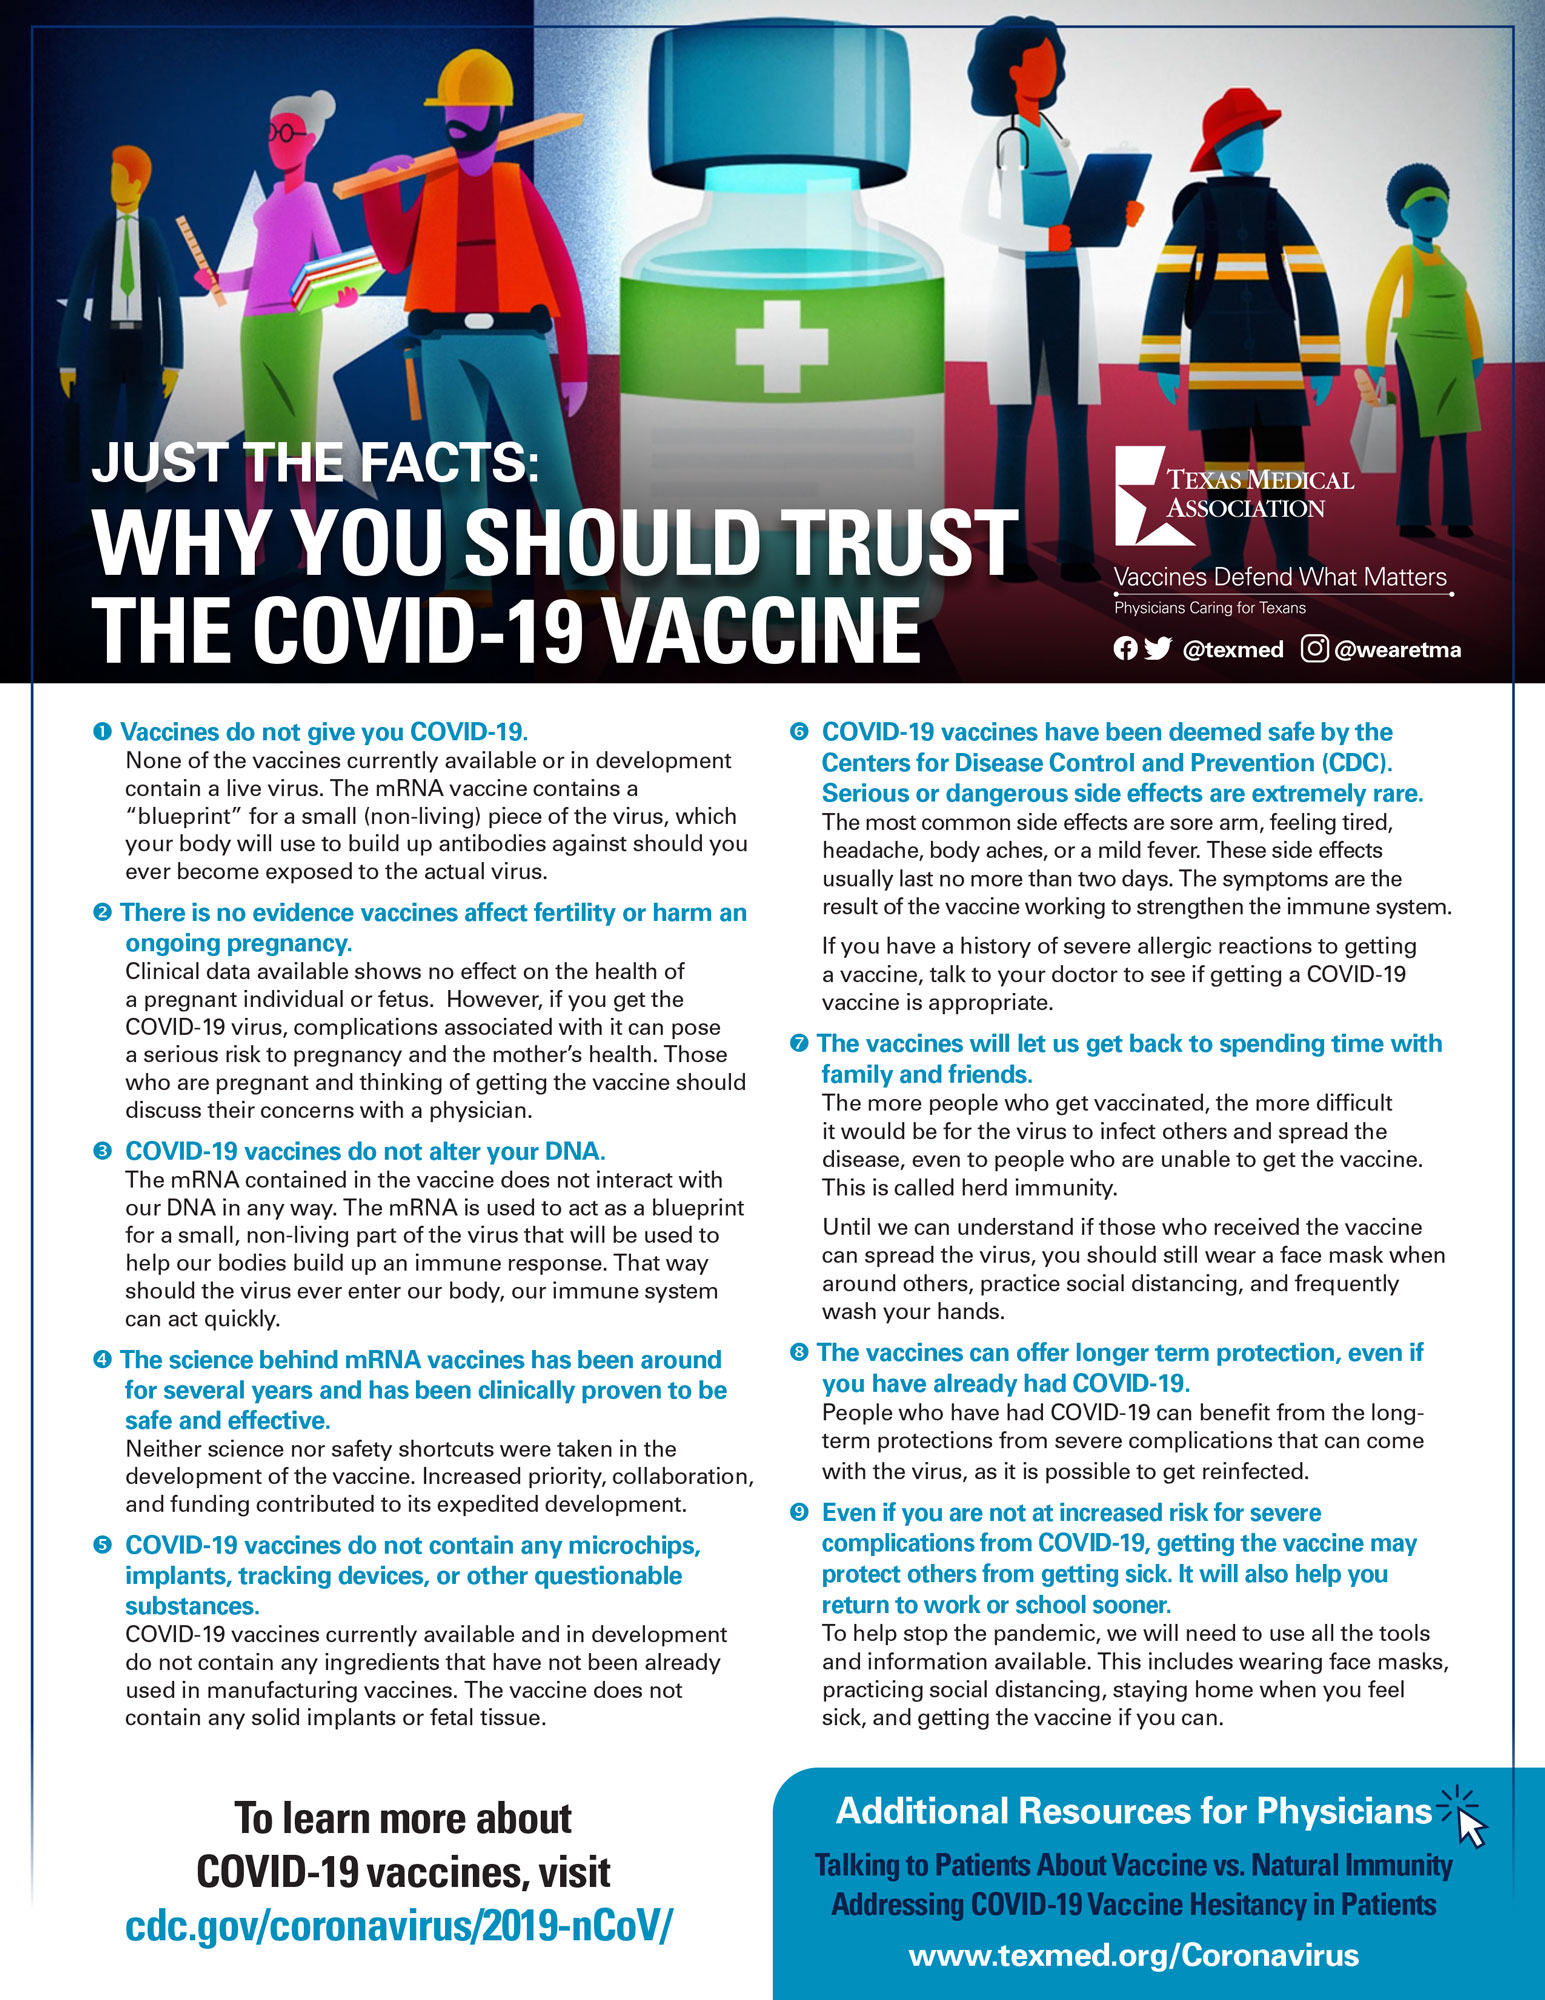 JUST THE FACTS:
WHY YOU SHOULD TRUST
THE COVID-19 VACCINE
TEXAS MEDICAL
ASSOCIATION
Vaccines Defend What Matters
Physicians Caring for Texans
@texmed @wearetma
❶ Vaccines do not give you COVID-19.
None of the vaccines currently available or in development
contain a live virus. The mRNA vaccine contains a
“blueprint” for a small (non-living) piece of the virus, which
your body will use to build up antibodies against should you
ever become exposed to the actual virus.
❷ There is no evidence vaccines affect fertility or harm an
ongoing pregnancy.
Clinical data available shows no effect on the health of
a pregnant individual or fetus. However, if you get the
COVID-19 virus, complications associated with it can pose
a serious risk to pregnancy and the mother’s health. Those
who are pregnant and thinking of getting the vaccine should
discuss their concerns with a physician.
❸ COVID-19 vaccines do not alter your DNA.
The mRNA contained in the vaccine does not interact with
our DNA in any way. The mRNA is used to act as a blueprint
for a small, non-living part of the virus that will be used to
help our bodies build up an immune response. That way
should the virus ever enter our body, our immune system
can act quickly.
❹ The science behind mRNA vaccines has been around
for several years and has been clinically proven to be
safe and effective.
Neither science nor safety shortcuts were taken in the
development of the vaccine. Increased priority, collaboration,
and funding contributed to its expedited development.
❺ COVID-19 vaccines do not contain any microchips,
implants, tracking devices, or other questionable
substances.
COVID-19 vaccines currently available and in development
do not contain any ingredients that have not been already
used in manufacturing vaccines. The vaccine does not
contain any solid implants or fetal tissue.
❻ COVID-19 vaccines have been deemed safe by the
Centers for Disease Control and Prevention (CDC).
Serious or dangerous side effects are extremely rare.
The most common side effects are sore arm, feeling tired,
headache, body aches, or a mild fever. These side effects
usually last no more than two days. The symptoms are the
result of the vaccine working to strengthen the immune system.
If you have a history of severe allergic reactions to getting
a vaccine, talk to your doctor to see if getting a COVID-19
vaccine is appropriate.
❼ The vaccines will let us get back to spending time with
family and friends.
The more people who get vaccinated, the more difficult
it would be for the virus to infect others and spread the
disease, even to people who are unable to get the vaccine.
This is called herd immunity.
Until we can understand if those who received the vaccine
can spread the virus, you should still wear a face mask when
around others, practice social distancing, and frequently
wash your hands.
❽ The vaccines can offer longer term protection, even if
you have already had COVID-19.
People who have had COVID-19 can benefit from the long-
term protections from severe complications that can come
with the virus, as it is possible to get reinfected.
❾ Even if you are not at increased risk for severe
complications from COVID-19, getting the vaccine may
protect others from getting sick. It will also help you
return to work or school sooner.
To help stop the pandemic, we will need to use all the tools
and information available. This includes wearing face masks,
practicing social distancing, staying home when you feel
sick, and getting the vaccine if you can.
To learn more about
COVID-19 vaccines, visit
cdc.gov/coronavirus/2019-nCoV/
Additional Resources for Physicians
Talking to Patients About Vaccine vs. Natural Immunity
Addressing COVID-19 Vaccine Hesitancy in Patients
www.texmed.org/Coronavirus